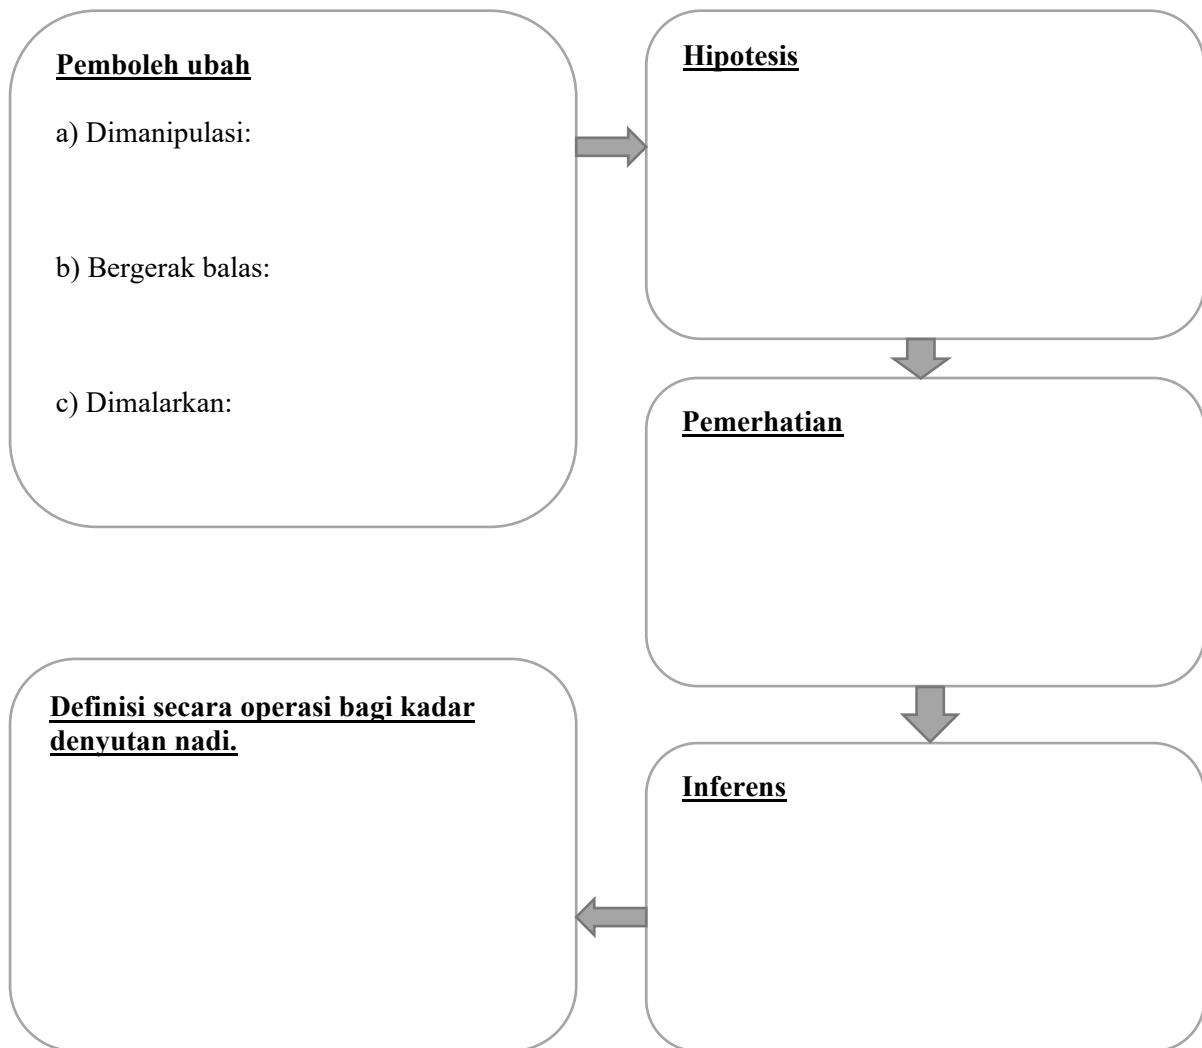 Pemboleh ubah
a) Dimanipulasi:
b) Bergerak balas:
c) Dimalarkan:
Hipotesis
Pemerhatian
Inferens
Definisi secara operasi bagi kadar
denyutan nadi.